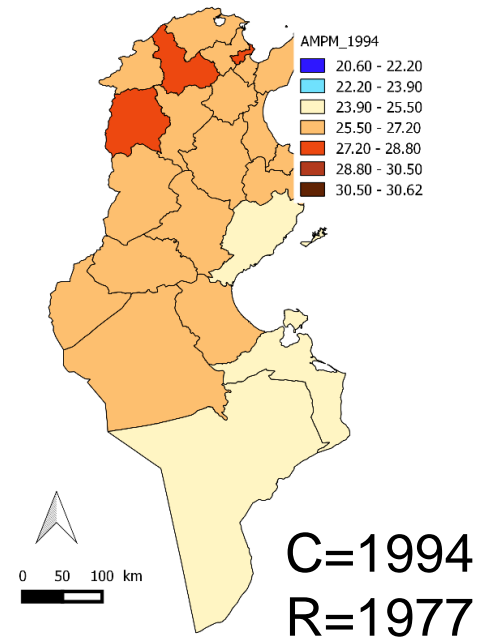 AMPM_1994
20.60 - 22.20
22.20 - 23.90
23.90 - 25.50
25.50 - 27.20
27.20 - 28.80
28.80 - 30.50
30.50 - 30.62
0 50 100 km
C=1994
R=1977